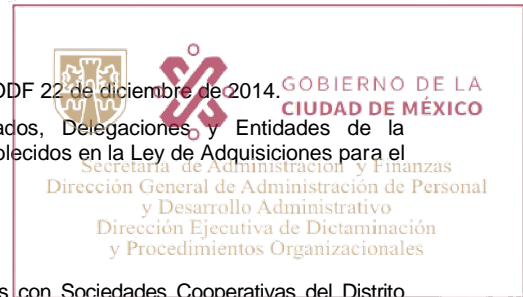 ODF 22 de diciembre de 2014.
GOBIERNO DE LA
CIUDAD DE MÉXICO
ados, Delegaciones y Entidades de la
olecidos en la Ley de Adquisiciones para el
Secretaría de Administración y Finanzas
Dirección General de Administración de Personal
y Desarrollo Administrativo
Dirección Ejecutiva de Dictaminación
y Procedimientos Organizacionales
s con Sociedades Cooperativas del Distrito